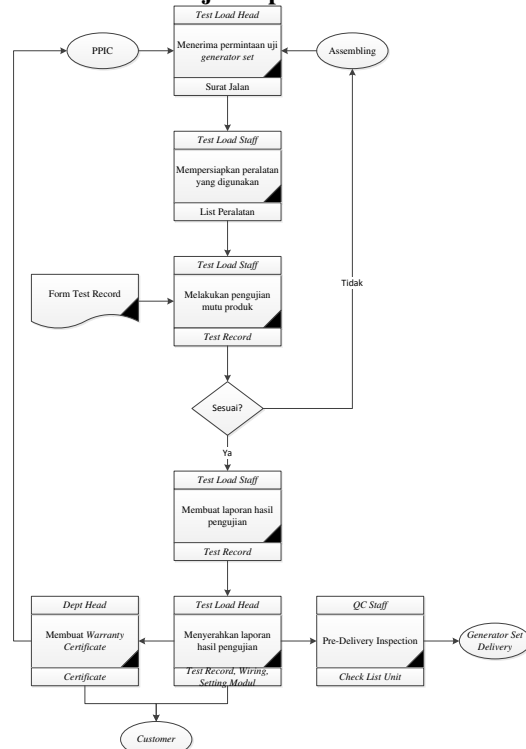 Test Load Head
PPIC
Menerima permintaan uji
generator set
Assembling
Surat Jalan
Test Load Staff
Mempersiapkan peralatan
yang digunakan
List Peralatan
Test Load Staff
Form Test Record
Melakukan pengujian
mutu produk
Tidak
Test Record
Sesuai?
Ya
Test Load Staff
Membuat laporan hasil
pengujian
Test Record
Dept Head
Test Load Head
QC Staff
Membuat Warranty
Certificate
Menyerahkan laporan
hasil pengujian
Pre-Delivery Inspection
Generator Set
Delivery
Certificate
Test Record, Wiring,
Setting Modul
Check List Unit
Customer